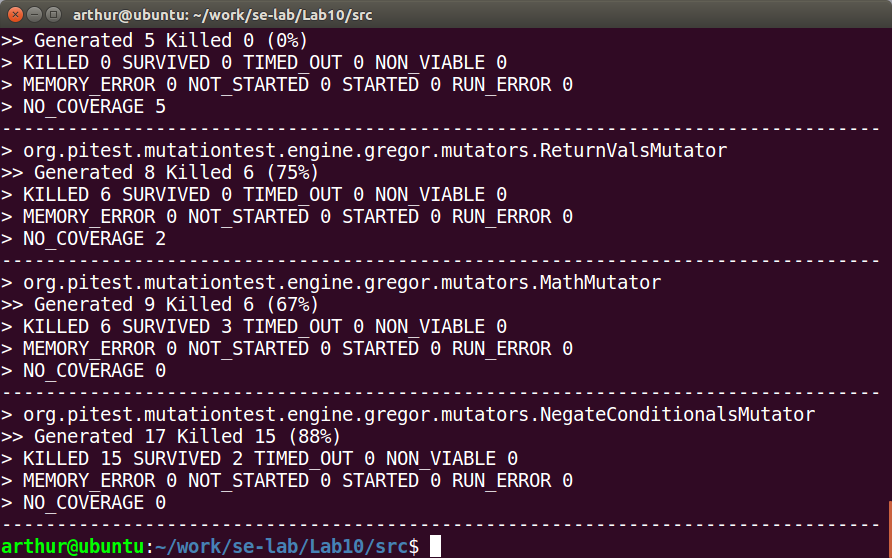 arthur@ubuntu: ~/work/se-lab/Lab10/src
>> Generated 5 Killed 0 (0%)
> KILLED 0 SURVIVED 0 TIMED_OUT 0 NON_VIABLE 0
> MEMORY_ERROR 0 NOT_STARTED 0 STARTED 0 RUN_ERROR 0
> NO_COVERAGE 5
--------------------------------------------------------------------------------
> org.pitest.mutationtest.engine.gregor.mutators.ReturnValsMutator
>> Generated 8 Killed 6 (75%)
> KILLED 6 SURVIVED 0 TIMED_OUT 0 NON_VIABLE 0
> MEMORY_ERROR 0 NOT_STARTED 0 STARTED 0 RUN_ERROR 0
> NO_COVERAGE 2
--------------------------------------------------------------------------------
> org.pitest.mutationtest.engine.gregor.mutators.MathMutator
>> Generated 9 Killed 6 (67%)
> KILLED 6 SURVIVED 3 TIMED_OUT 0 NON_VIABLE 0
> MEMORY_ERROR 0 NOT_STARTED 0 STARTED 0 RUN_ERROR 0
> NO_COVERAGE 0
--------------------------------------------------------------------------------
> org.pitest.mutationtest.engine.gregor.mutators.NegateConditionalsMutator
>> Generated 17 Killed 15 (88%)
> KILLED 15 SURVIVED 2 TIMED_OUT 0 NON_VIABLE 0
> MEMORY_ERROR 0 NOT_STARTED 0 STARTED 0 RUN_ERROR 0
> NO_COVERAGE 0
--------------------------------------------------------------------------------
arthur@ubuntu:~/work/se-lab/Lab10/src$